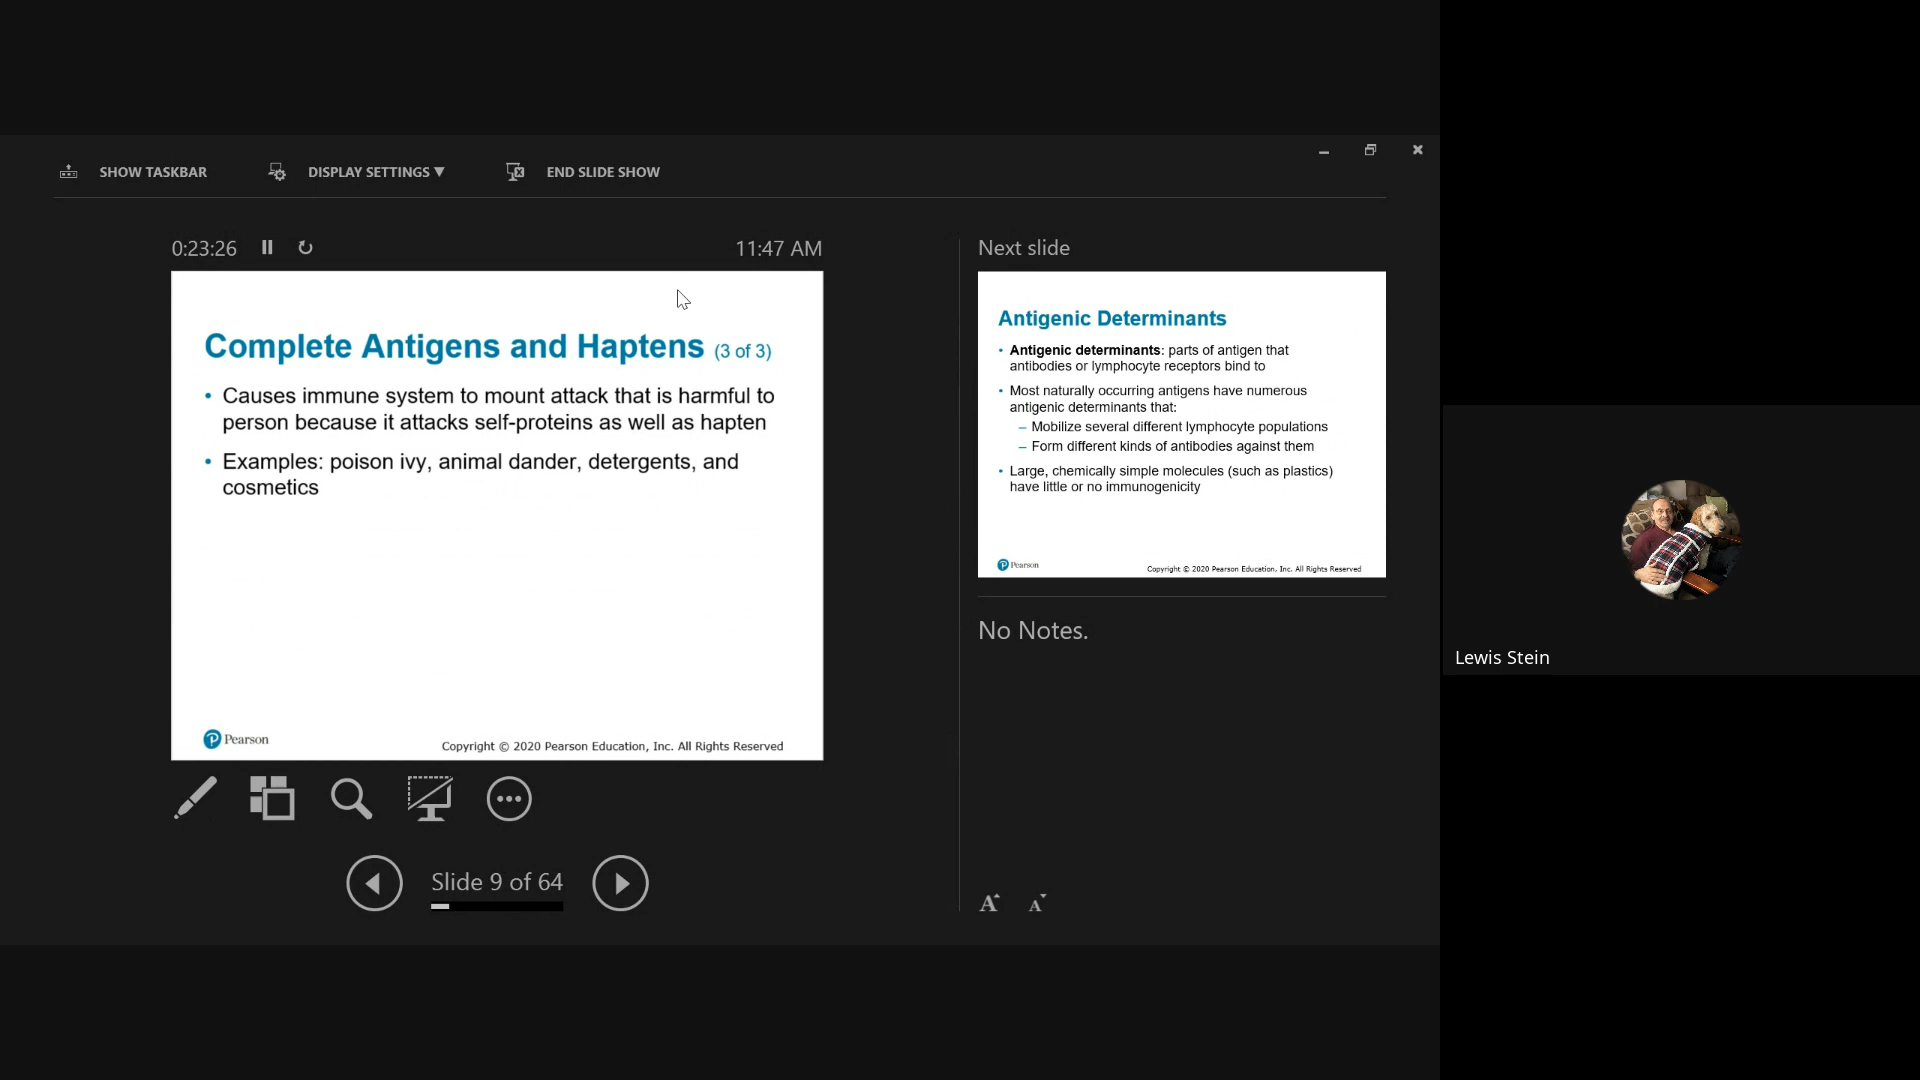 SHOW TASKBAR
DISPLAY SETTINGS ▼
END SLIDE SHOW
0:23:26
11:47 AM
Complete Antigens and Haptens (3 of 3)
• Causes immune system to mount attack that is harmful to
person because it attacks self-proteins as well as hapten
• Examples: poison ivy, animal dander, detergents, and
cosmetics
Pearson
Copyright © 2020 Pearson Education, Inc. All Rights Reserved
Slide 9 of 64
Next slide
Antigenic Determinants
• Antigenic determinants: parts of antigen that
antibodies or lymphocyte receptors bind to
• Most naturally occurring antigens have numerous
antigenic determinants that:
– Mobilize several different lymphocyte populations
– Form different kinds of antibodies against them
• Large, chemically simple molecules (such as plastics)
have little or no immunogenicity
Pearson
Copyright © 2020 Pearson Education, Inc. All Rights Reserved
No Notes.
A A
Lewis Stein